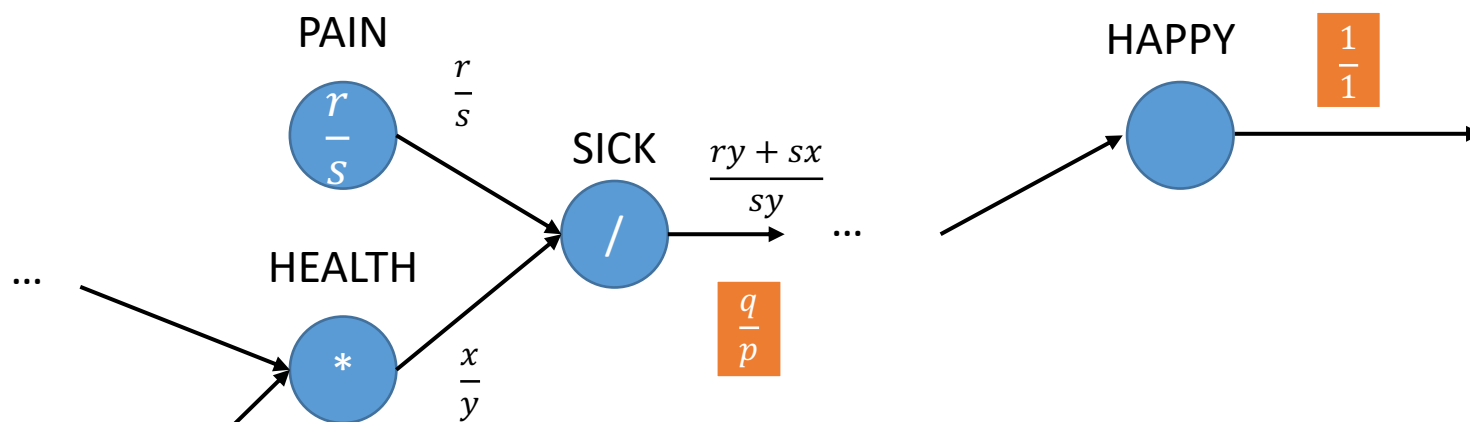 PAIN
r/s
r/s
HAPPY
1/1
SICK
/
(ry + sx)/sy
...
q/p
HEALTH
...
*
x/y